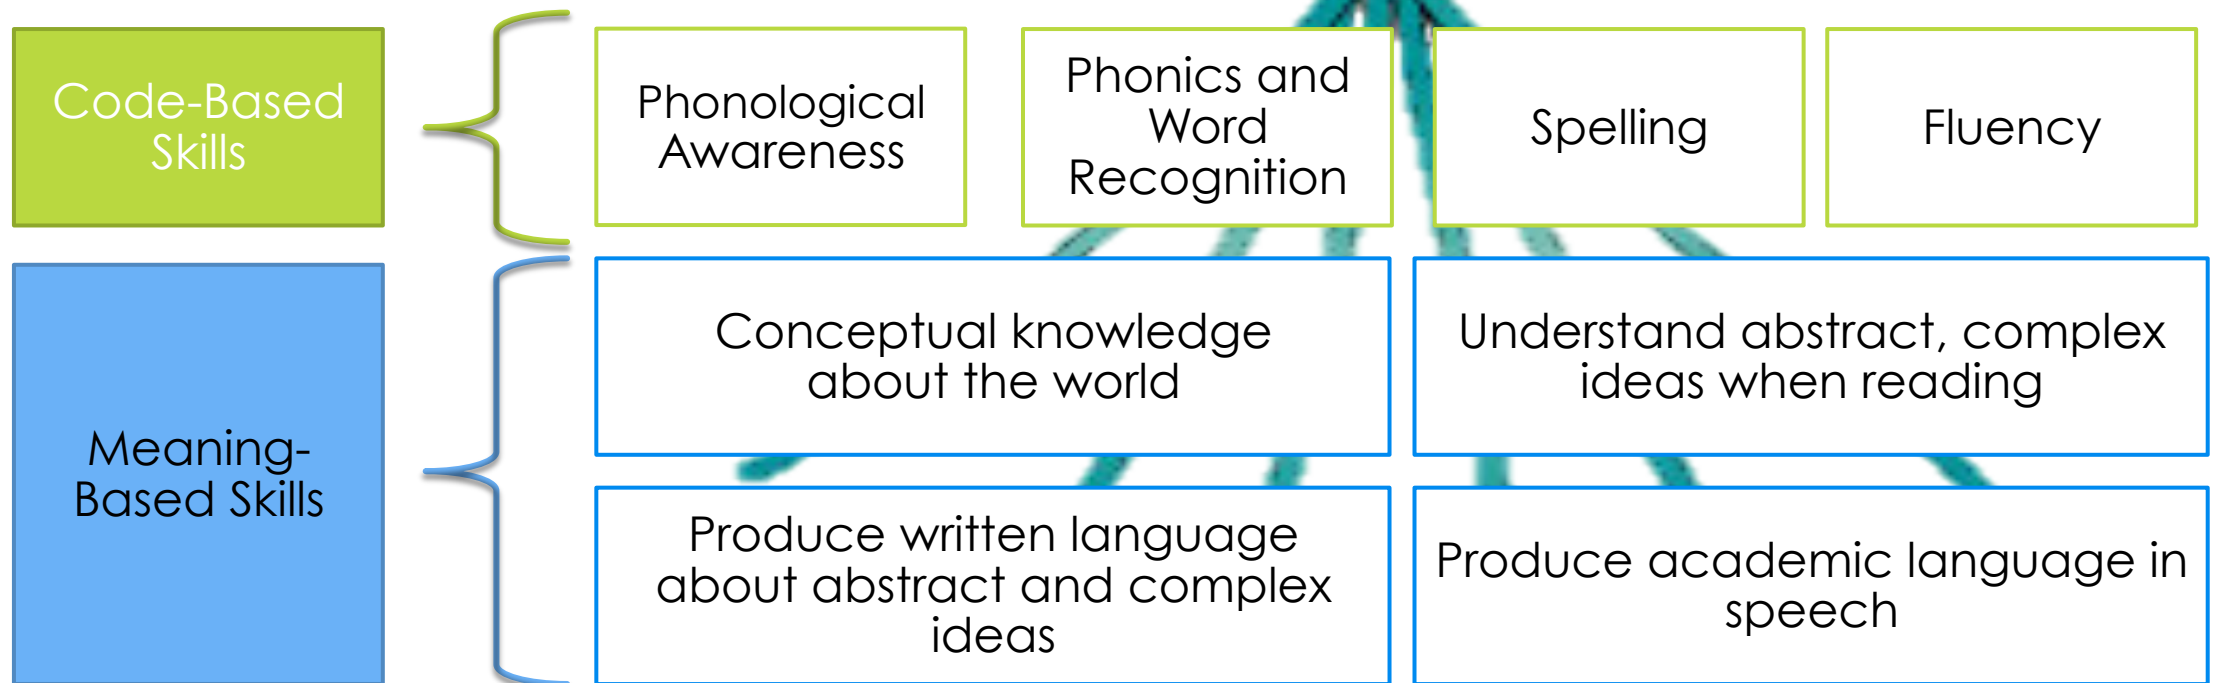 Code-Based
Skills
Phonological
Awareness
Phonics and
Word
Recognition
Spelling
Fluency
Meaning-
Based Skills
Conceptual knowledge
about the world
Understand abstract, complex
ideas when reading
Produce written language
about abstract and complex
ideas
Produce academic language in
speech